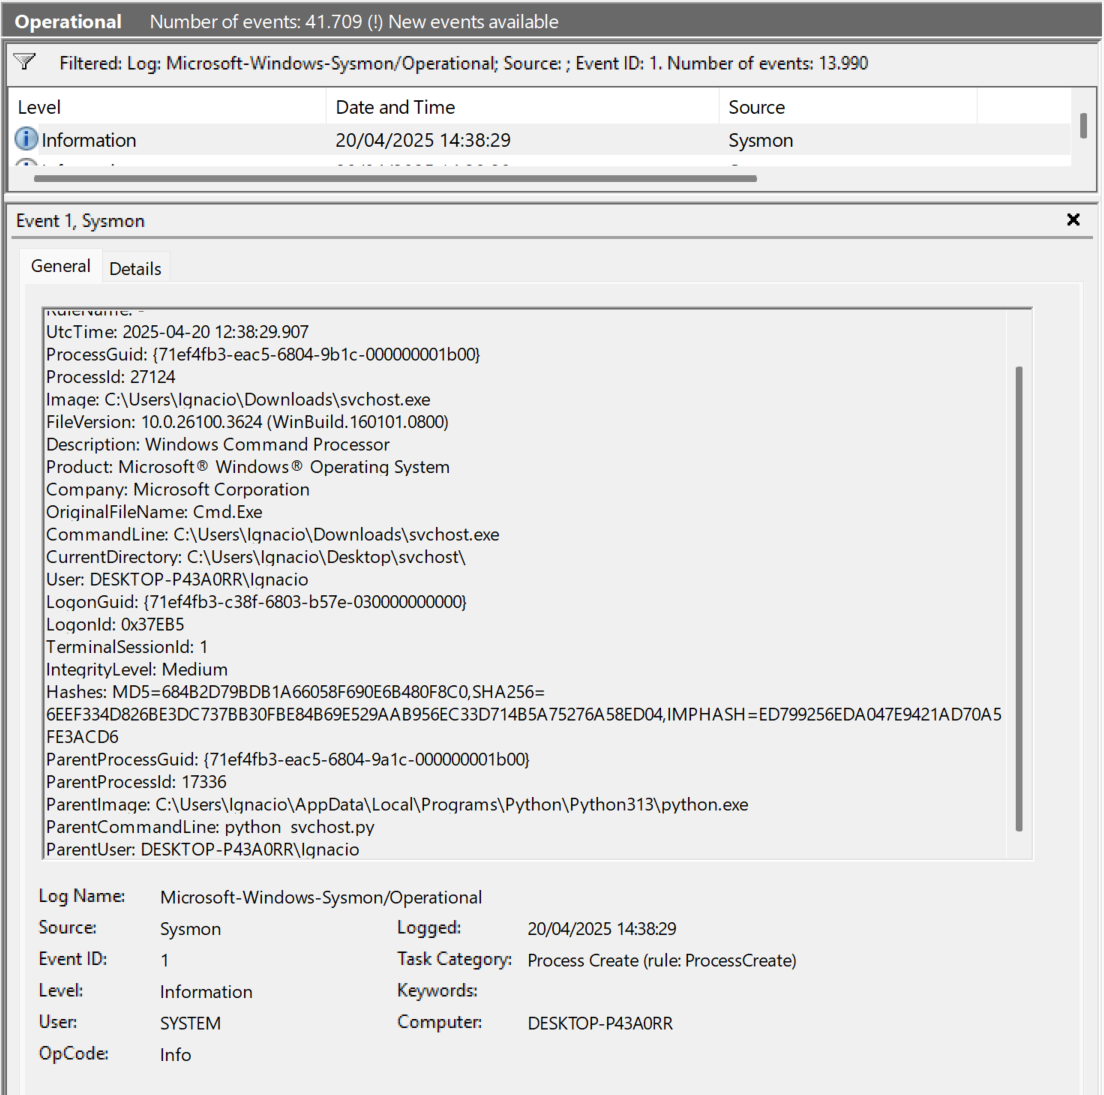 Operational Number of events: 41.709 (!) New events available
Filtered: Log: Microsoft-Windows-Sysmon/Operational; Source: ; Event ID: 1. Number of events: 13.990
Level Date and Time Source
Information 20/04/2025 14:38:29 Sysmon
Event 1, Sysmon
General Details
RuleName: -
UtcTime: 2025-04-20 12:38:29.907
ProcessGuid: {71ef4fb3-eac5-6804-9b1c-000000001b00}
ProcessId: 27124
Image: C:\Users\Ignacio\Downloads\svchost.exe
FileVersion: 10.0.26100.3624 (WinBuild.160101.0800)
Description: Windows Command Processor
Product: Microsoft® Windows® Operating System
Company: Microsoft Corporation
OriginalFileName: Cmd.Exe
CommandLine: C:\Users\Ignacio\Downloads\svchost.exe
CurrentDirectory: C:\Users\Ignacio\Desktop\svchost\
User: DESKTOP-P43A0RR\Ignacio
LogonGuid: {71ef4fb3-c38f-6803-b57e-030000000000}
LogonId: 0x37EB5
TerminalSessionId: 1
IntegrityLevel: Medium
Hashes: MD5=684B2D79BDB1A66058F690E6B480F8C0,SHA256=
6EEF334D826BE3DC737BB30FBE84B69E529AAB956EC33D714B5A75276A58ED04,IMPHASH=ED799256EDA047E9421AD70A5
FE3ACD6
ParentProcessGuid: {71ef4fb3-eac5-6804-9a1c-000000001b00}
ParentProcessId: 17336
ParentImage: C:\Users\Ignacio\AppData\Local\Programs\Python\Python313\python.exe
ParentCommandLine: python  svchost.py
ParentUser: DESKTOP-P43A0RR\Ignacio
Log Name: Microsoft-Windows-Sysmon/Operational
Source: Sysmon Logged: 20/04/2025 14:38:29
Event ID: 1 Task Category: Process Create (rule: ProcessCreate)
Level: Information Keywords:
User: SYSTEM Computer: DESKTOP-P43A0RR
OpCode: Info